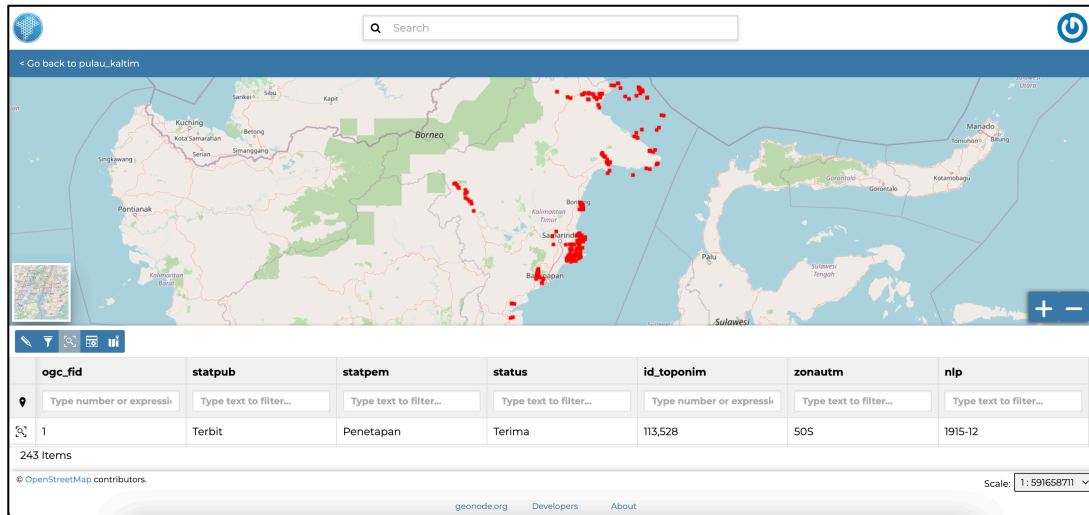 Search
< Go back to pulau_kaltim
Sulawesi
Utara
Sarikei
Sibu
Kapit
Kuching
Kota Samarahan
Betong
Serian
Simanggang
Borneo
Manado
Tomohon
Bitung
Singkawang
Gorontalo
Gorontalo
Kotamobagu
Pontianak
Bontang
Kalimantan
Timur
Samarinda
Palu
Sulawesi
Tengah
Kalimantan
Barat
Balikpapan
Sulawesi
+ −
ogc_fid statpub statpem status id_toponim zonautm nlp
Type number or expressi Type text to filter... Type text to filter... Type text to filter... Type number or expressi Type text to filter... Type text to filter...
1 Terbit Penetapan Terima 113,528 50S 1915-12
243 Items
© OpenStreetMap contributors.
Scale: 1 : 591658711
geonode.org Developers About